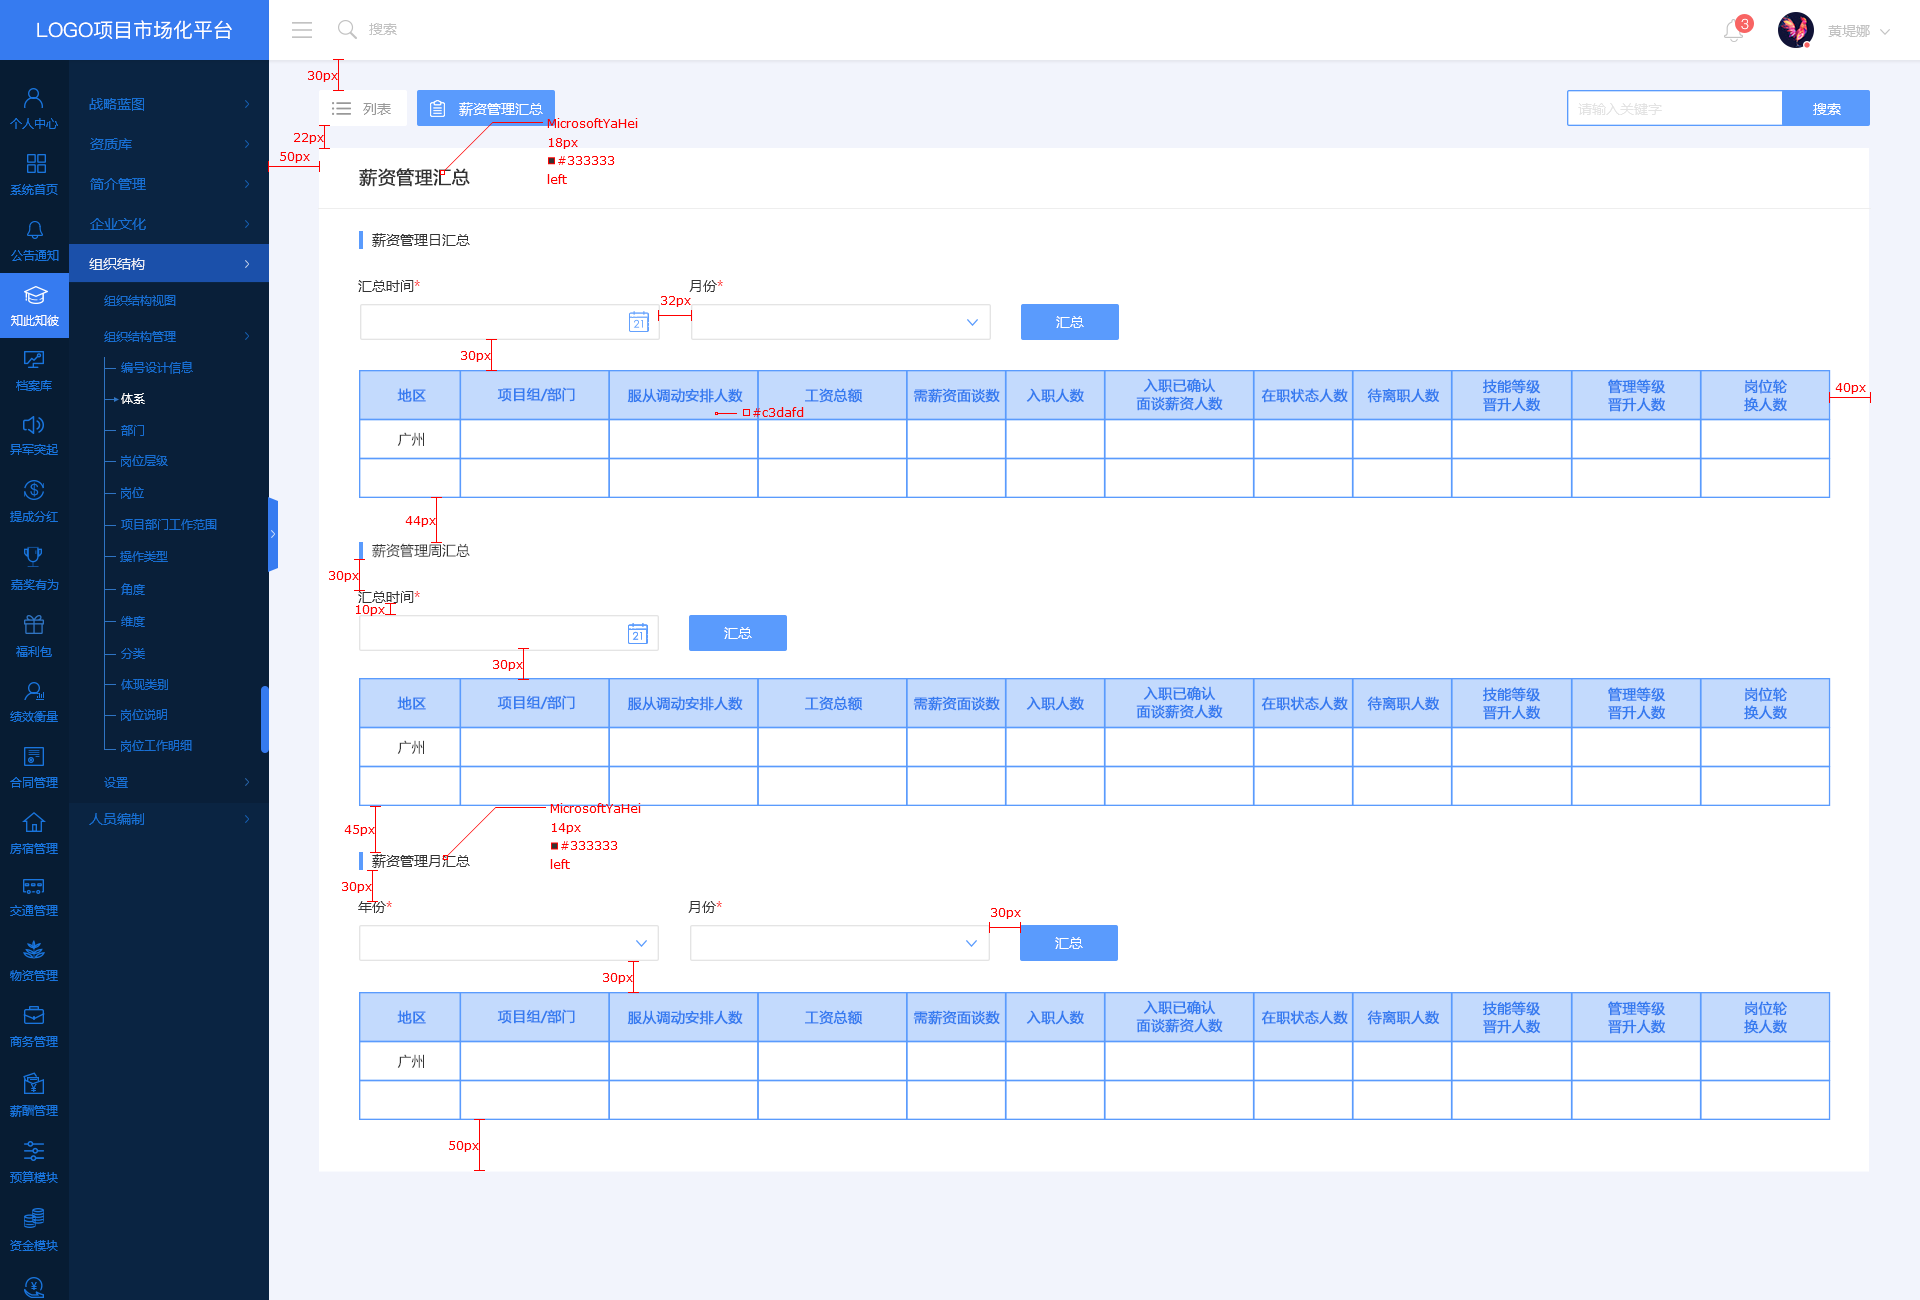 LOGO项目市场化平台
搜索
3
黄堤娜
个人中心
系统首页
公告通知
知此知彼
档案库
异军突起
提成分红
嘉奖有为
福利包
绩效衡量
合同管理
房宿管理
交通管理
物资管理
商务管理
薪酬管理
预算模块
资金模块
战略蓝图
资质库
简介管理
企业文化
组织结构
组织结构视图
组织结构管理
编号设计信息
体系
部门
岗位层级
岗位
项目部门工作范围
操作类型
角度
维度
分类
体现类别
岗位说明
岗位工作明细
设置
人员编制
30px
列表
薪资管理汇总
请输入关键字
搜索
22px
50px
MicrosoftYaHei
18px
#333333
left
薪资管理汇总
薪资管理日汇总
汇总时间*
月份*
21
32px
汇总
30px
地区 项目组/部门 服从调动安排人数 工资总额 需薪资面谈数 入职人数 入职已确认 面谈薪资人数 在职状态人数 待离职人数 技能等级 晋升人数 管理等级 晋升人数 岗位轮 换人数
40px
#c3dafd
广州
44px
薪资管理周汇总
30px
汇总时间*
10px
21
汇总
30px
地区 项目组/部门 服从调动安排人数 工资总额 需薪资面谈数 入职人数 入职已确认 面谈薪资人数 在职状态人数 待离职人数 技能等级 晋升人数 管理等级 晋升人数 岗位轮 换人数
广州
45px
MicrosoftYaHei
14px
#333333
left
薪资管理月汇总
30px
年份*
月份*
30px
汇总
30px
地区 项目组/部门 服从调动安排人数 工资总额 需薪资面谈数 入职人数 入职已确认 面谈薪资人数 在职状态人数 待离职人数 技能等级 晋升人数 管理等级 晋升人数 岗位轮 换人数
广州
50px